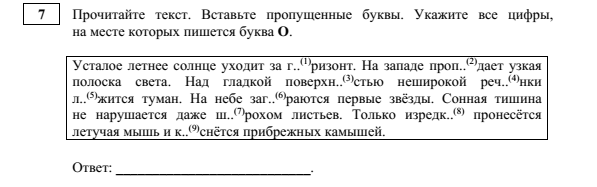 7 Прочитайте текст. Вставьте пропущенные буквы. Укажите все цифры,
на месте которых пишется буква О.
Усталое летнее солнце уходит за г..(1)ризонт. На западе проп..(2)дает узкая
полоска света. Над гладкой поверхн..(3)стью неширокой реч..(4)нки
л..(5)жится туман. На небе заг..(6)раются первые звёзды. Сонная тишина
не нарушается даже ш..(7)рохом листьев. Только изредк..(8) пронесётся
летучая мышь и к..(9)снётся прибрежных камышей.
Ответ: ___________________________.